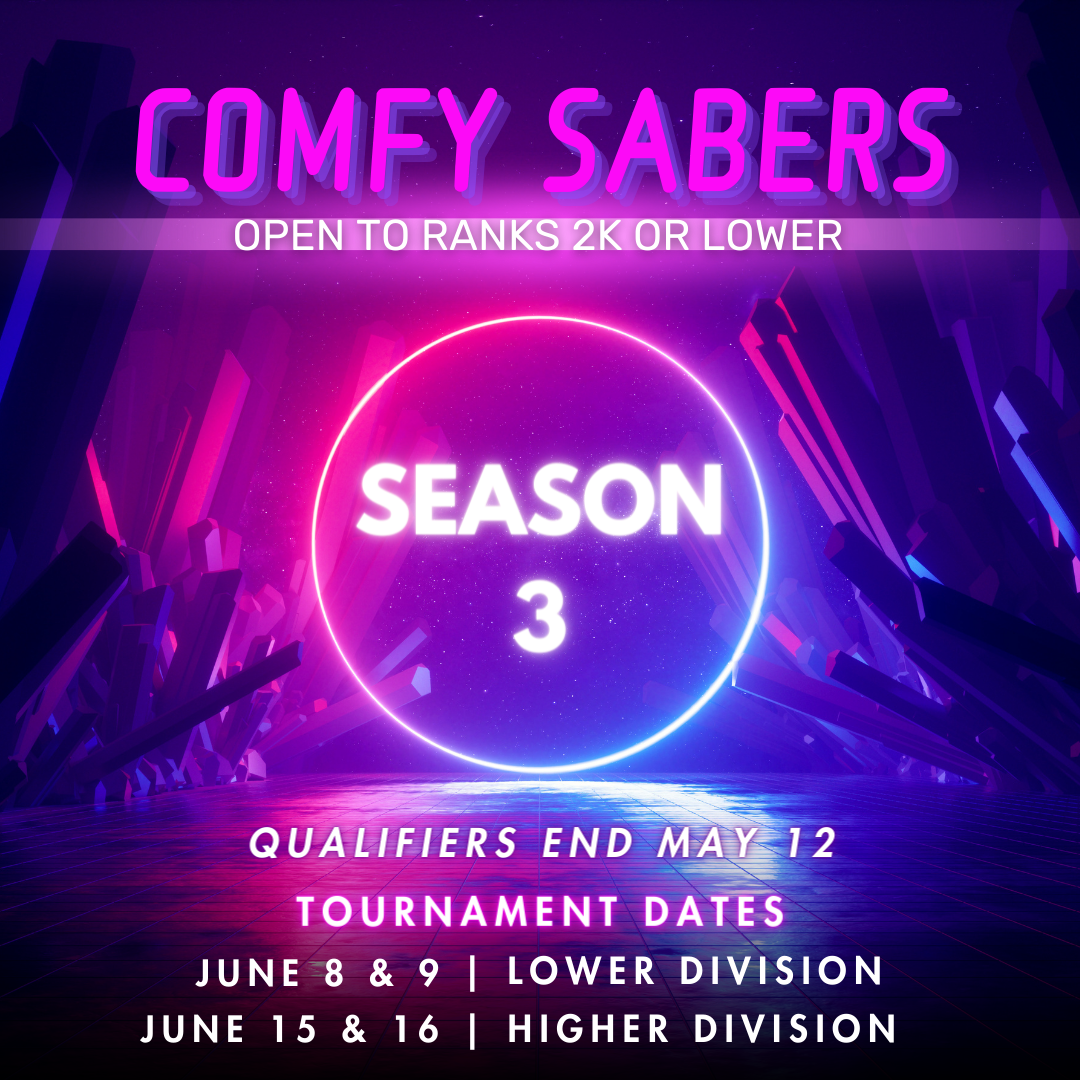 COMFY SABERS
OPEN TO RANKS 2K OR LOWER
SEASON
3
QUALIFIERS END MAY 12
TOURNAMENT DATES
JUNE 8 & 9 | LOWER DIVISION
JUNE 15 & 16 | HIGHER DIVISION